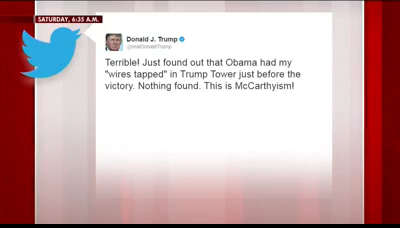 SATURDAY, 6:35 A.M.
Donald J. Trump
@realDonaldTrump
Terrible! Just found out that Obama had my
"wires tapped" in Trump Tower just before the
victory. Nothing found. This is McCarthyism!